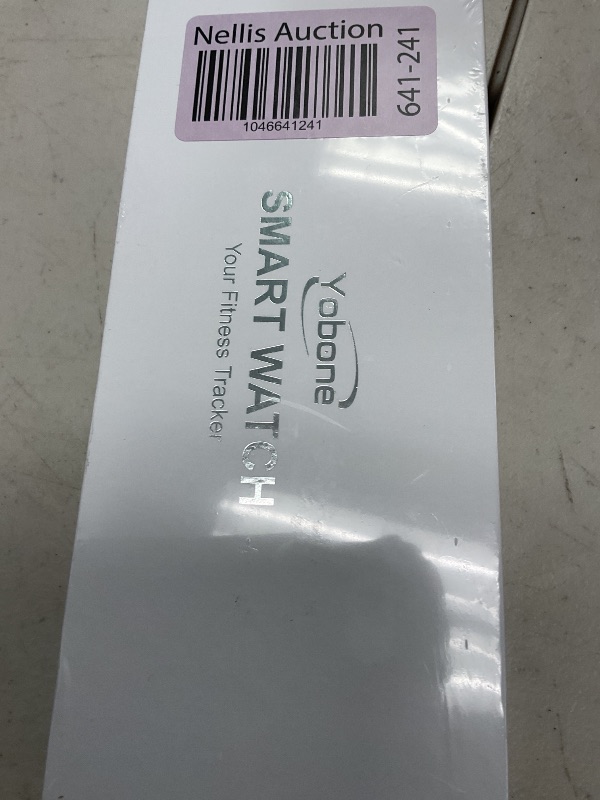 Nellis Auction
1046641241
641-241
Yobone
SMART WATCH
Your Fitness Tracker